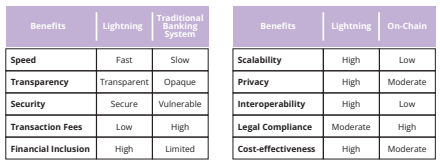 Benefits Lightning Traditional Banking System
Speed Fast Slow
Transparency Transparent Opaque
Security Secure Vulnerable
Transaction Fees Low High
Financial Inclusion High Limited
Benefits Lightning On-Chain
Scalability High Low
Privacy High Moderate
Interoperability High Low
Legal Compliance Moderate High
Cost-effectiveness High Moderate